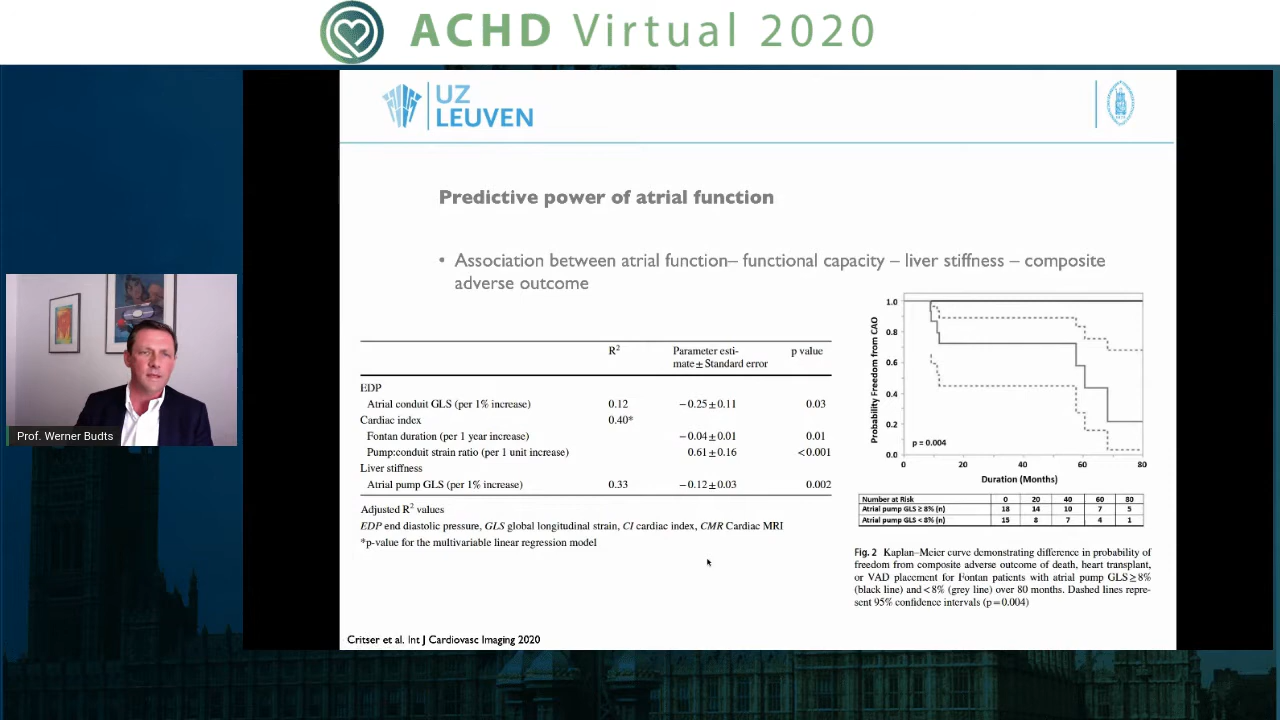 ACHD Virtual 2020
UZ
LEUVEN
Predictive power of atrial function
• Association between atrial function– functional capacity – liver stiffness – composite
adverse outcome
R² Parameter esti- p value
mate ± Standard error
EDP
Atrial conduit GLS (per 1% increase) 0.12 −0.25±0.11 0.03
Cardiac index 0.40*
Fontan duration (per 1 year increase) −0.04±0.01 0.01
Pump:conduit strain ratio (per 1 unit increase) 0.61±0.16 <0.001
Liver stiffness
Atrial pump GLS (per 1% increase) 0.33 −0.12±0.03 0.002
Adjusted R² values
EDP end diastolic pressure, GLS global longitudinal strain, CI cardiac index, CMR Cardiac MRI
*p-value for the multivariable linear regression model
Probability Freedom from CAO
1.0
0.8
0.6
0.4
0.2
0.0
p = 0.004
0 20 40 60 80
Duration (Months)
Number at Risk 0 20 40 60 80
Atrial pump GLS ≥ 8% (n) 18 14 10 7 5
Atrial pump GLS < 8% (n) 15 8 7 4 1
Fig. 2 Kaplan–Meier curve demonstrating difference in probability of
freedom from composite adverse outcome of death, heart transplant,
or VAD placement for Fontan patients with atrial pump GLS ≥ 8%
(black line) and < 8% (grey line) over 80 months. Dashed lines repre-
sent 95% confidence intervals (p = 0.004)
Prof. Werner Budts
Critser et al. Int J Cardiovasc Imaging 2020